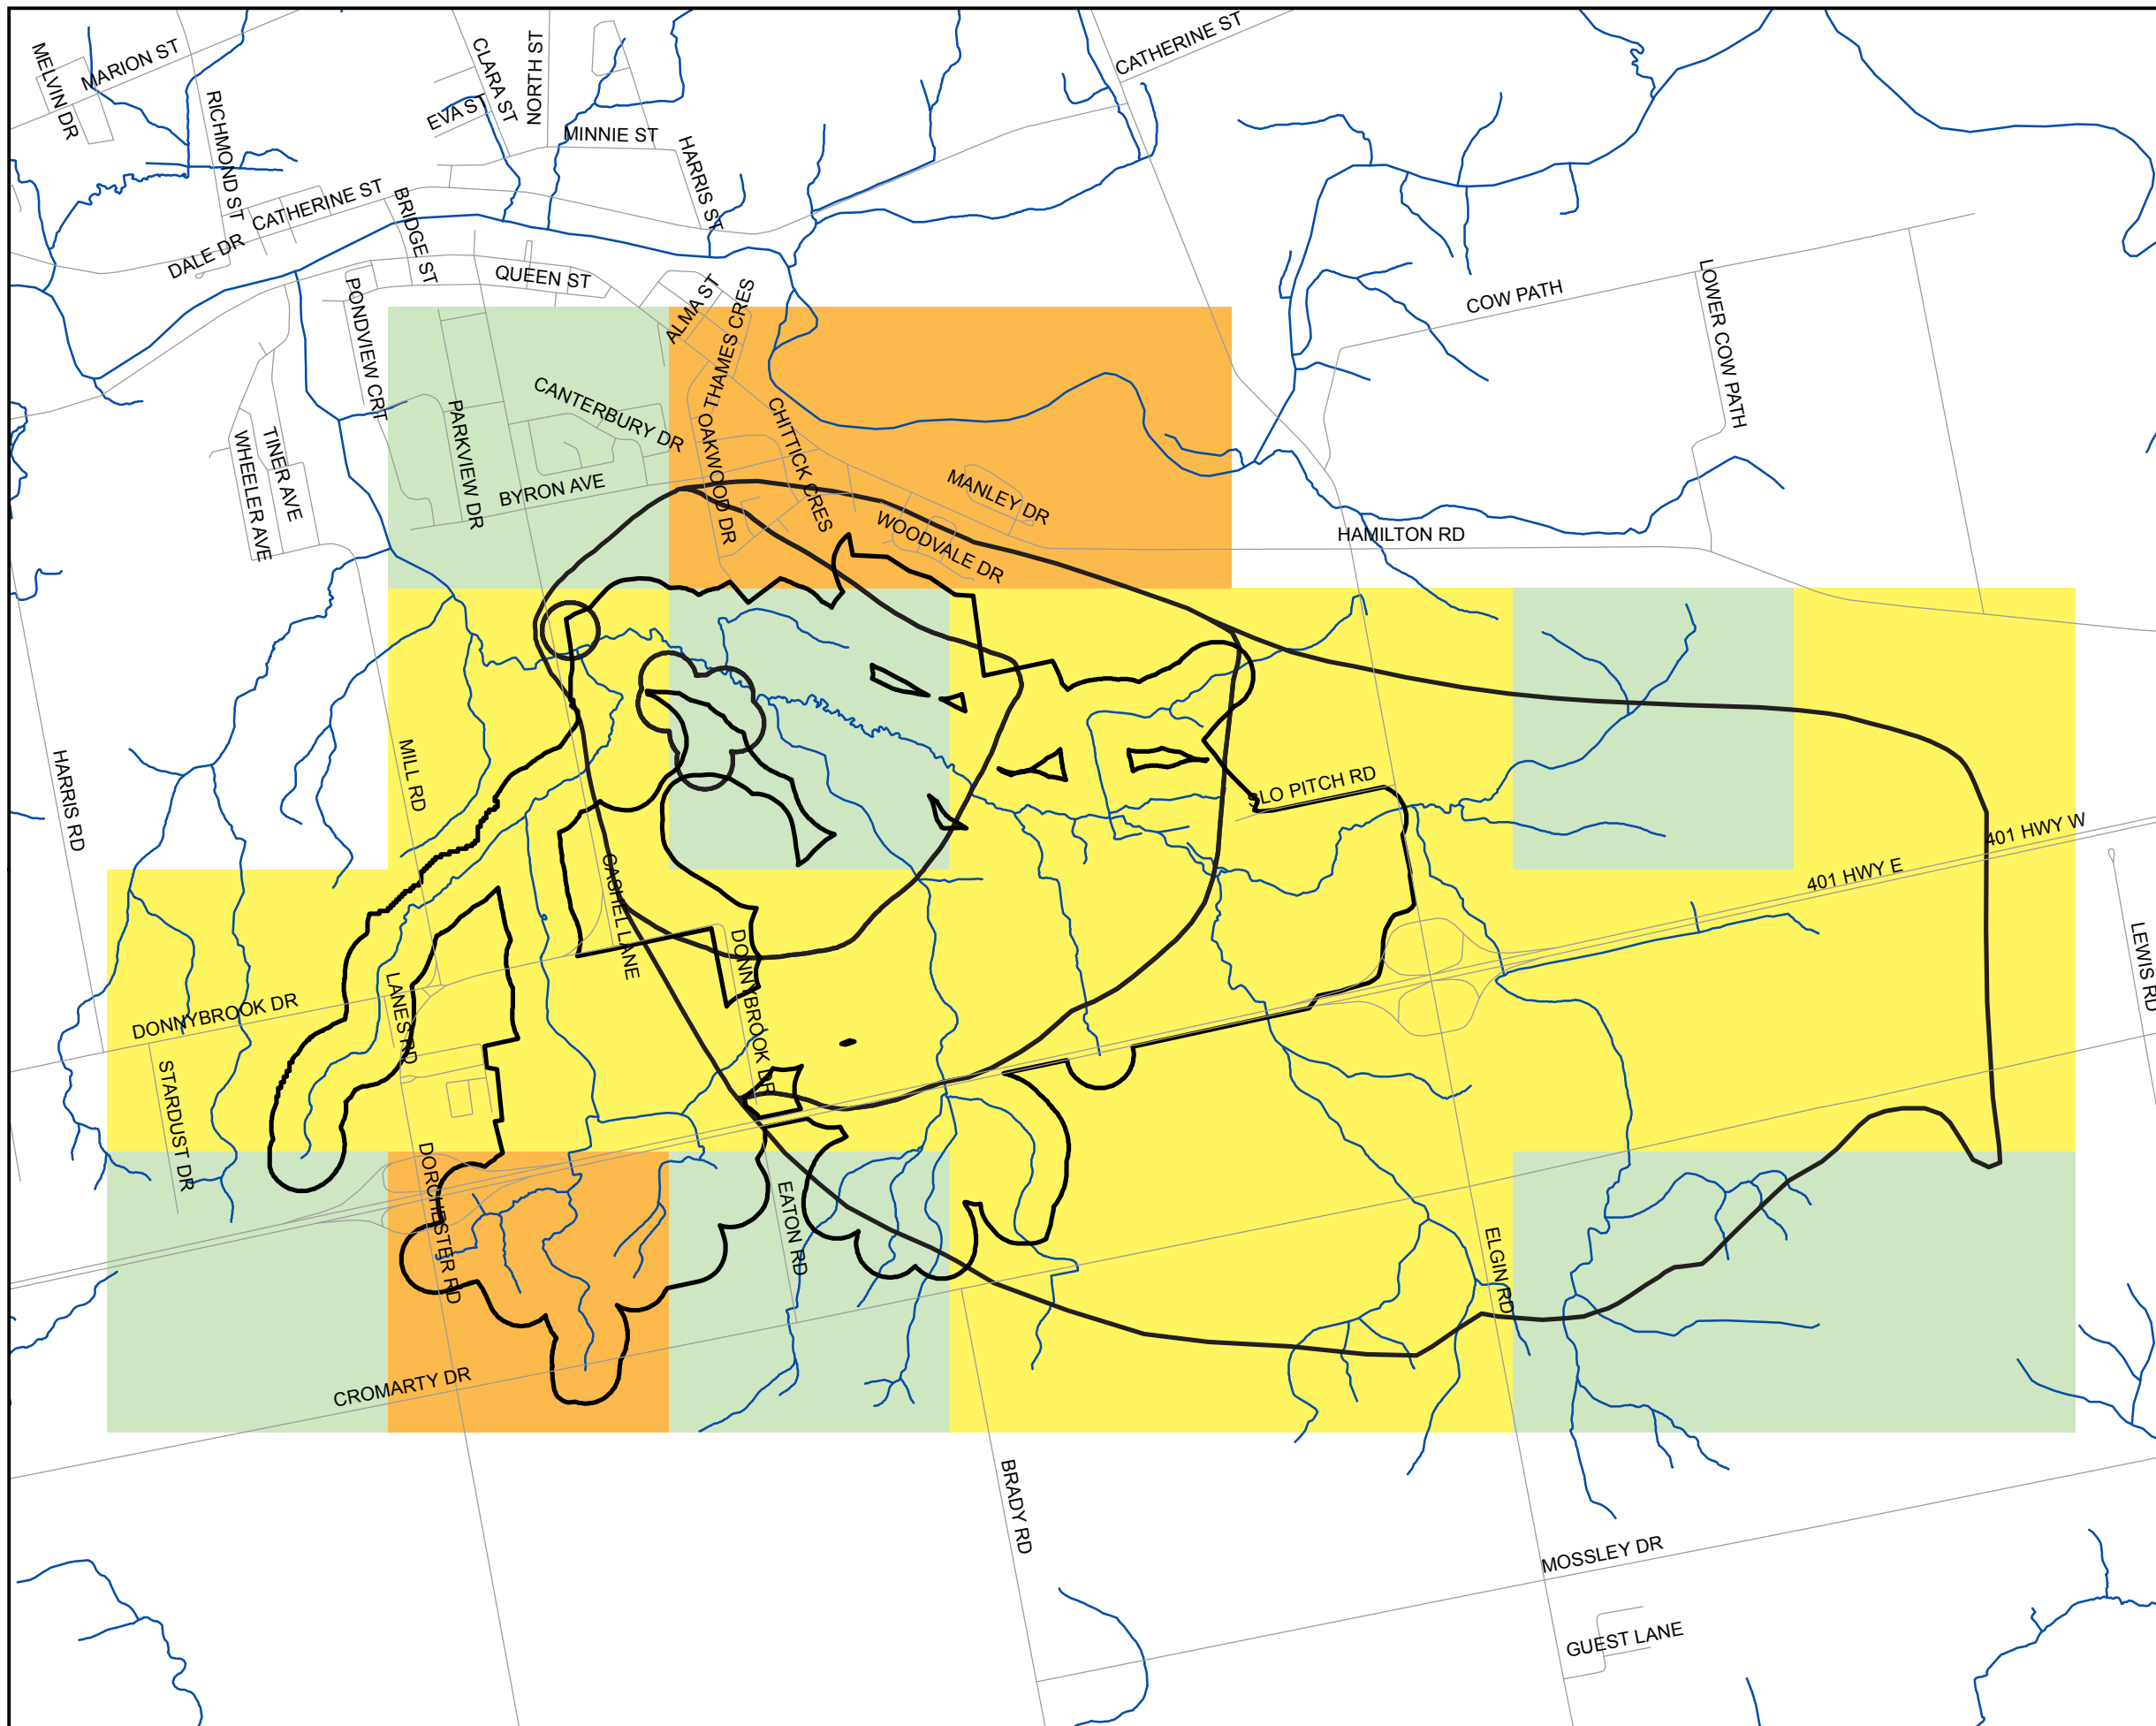 CATHERINE ST
MELVIN DR
MARION ST
CLARA ST
NORTH ST
RICHMOND ST
EVA ST
MINNIE ST
HARRIS ST
CATHERINE ST
BRIDGE ST
DALE DR
QUEEN ST
ALMA ST
THAMES CRES
COW PATH
LOWER COW PATH
PONDVIEW CRT
CANTERBURY DR
PARKVIEW DR
OAKWOOD DR
CHITTICK CRES
TINER AVE
WHEELER AVE
BYRON AVE
MANLEY DR
WOODVALE DR
HAMILTON RD
HARRIS RD
MILL RD
SLO PITCH RD
401 HWY W
401 HWY E
CASHEL LANE
DONNYBROOK DR
LEWIS RD
LANES RD
DONNYBROOK DR
STARDUST DR
DORCHESTER RD
EATON RD
ELGIN RD
CROMARTY DR
BRADY RD
MOSSLEY DR
GUEST LANE